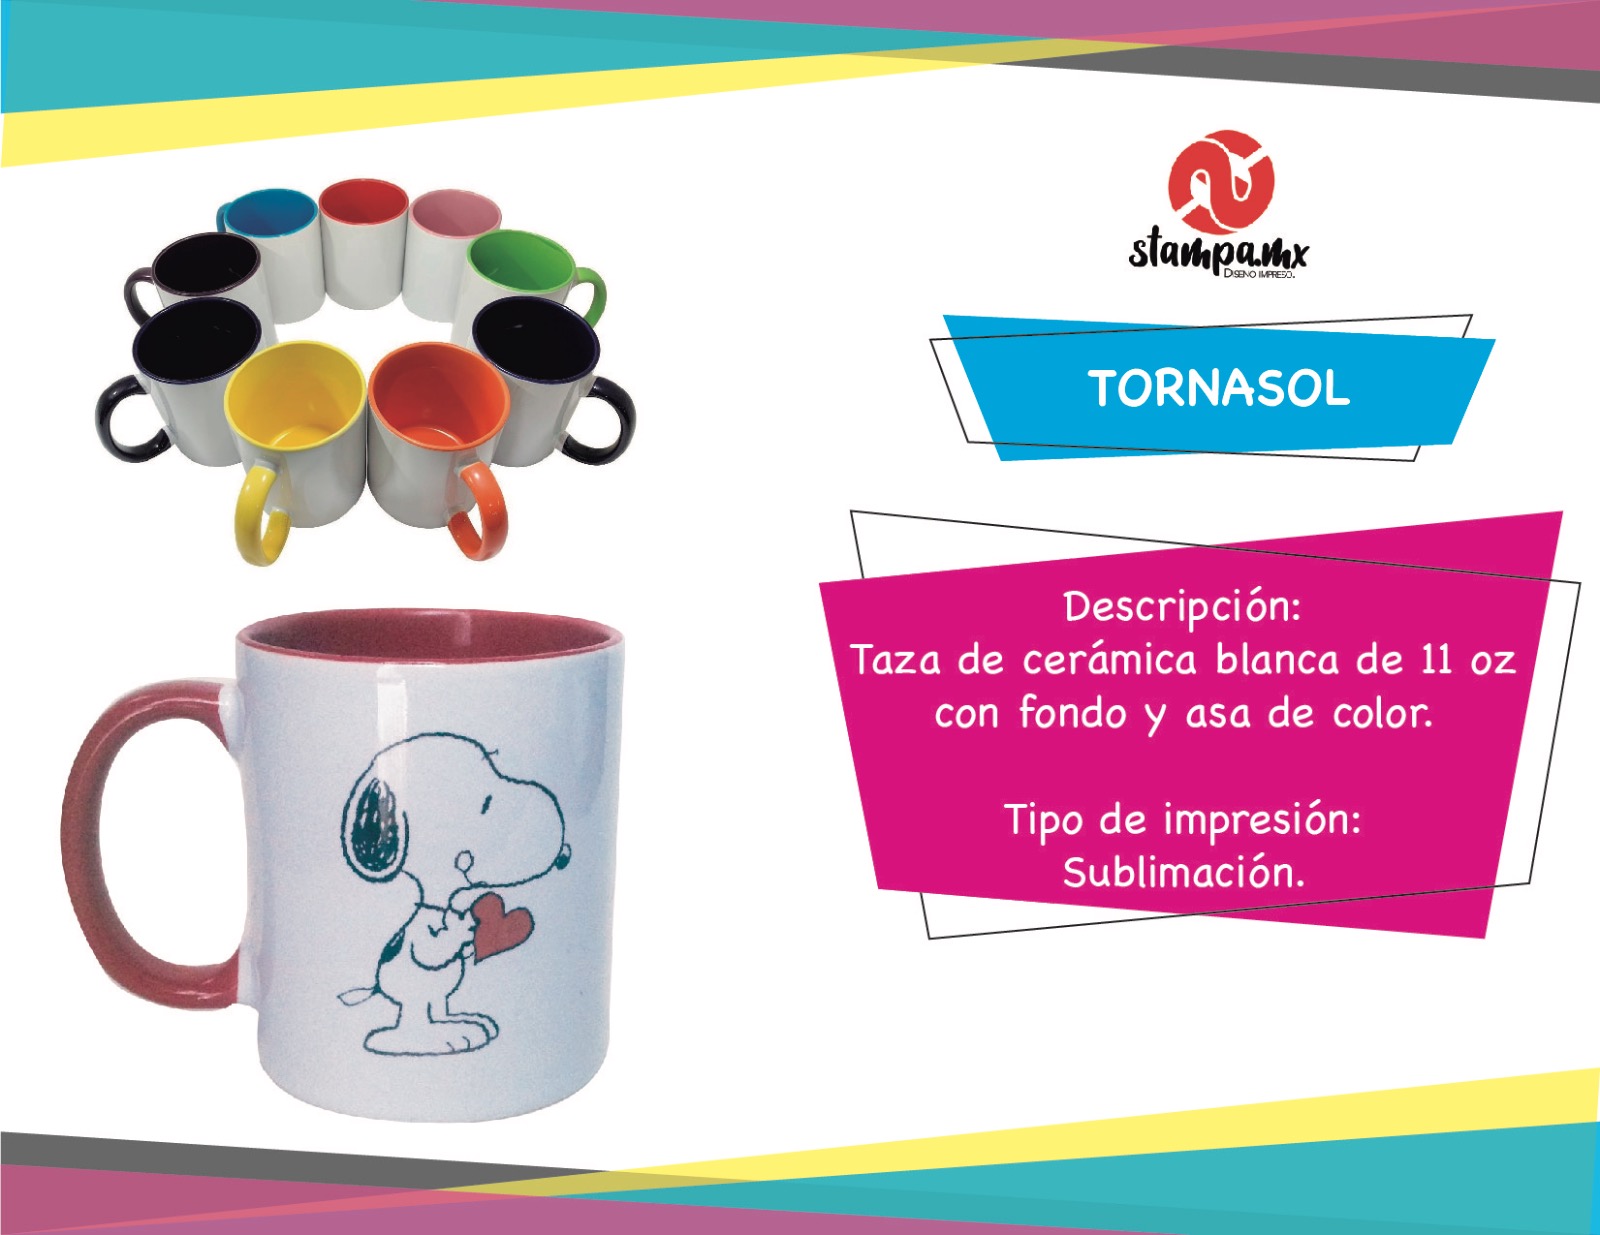 stampa.mx
DISEÑO IMPRESO.
TORNASOL
Descripción:
Taza de cerámica blanca de 11 oz
con fondo y asa de color.
Tipo de impresión:
Sublimación.